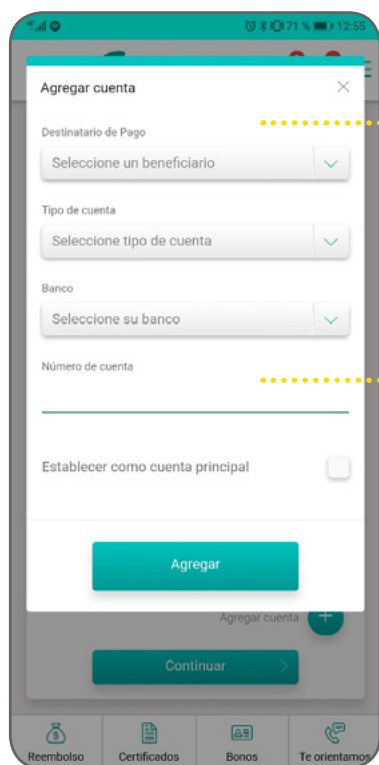 71 % 12:55
Agregar cuenta
Destinatario de Pago
Seleccione un beneficiario
Tipo de cuenta
Seleccione tipo de cuenta
Banco
Seleccione su banco
Número de cuenta
Establecer como cuenta principal
Agregar
Agregar cuenta
Continuar
Reembolso Certificados Bonos Te orientamos